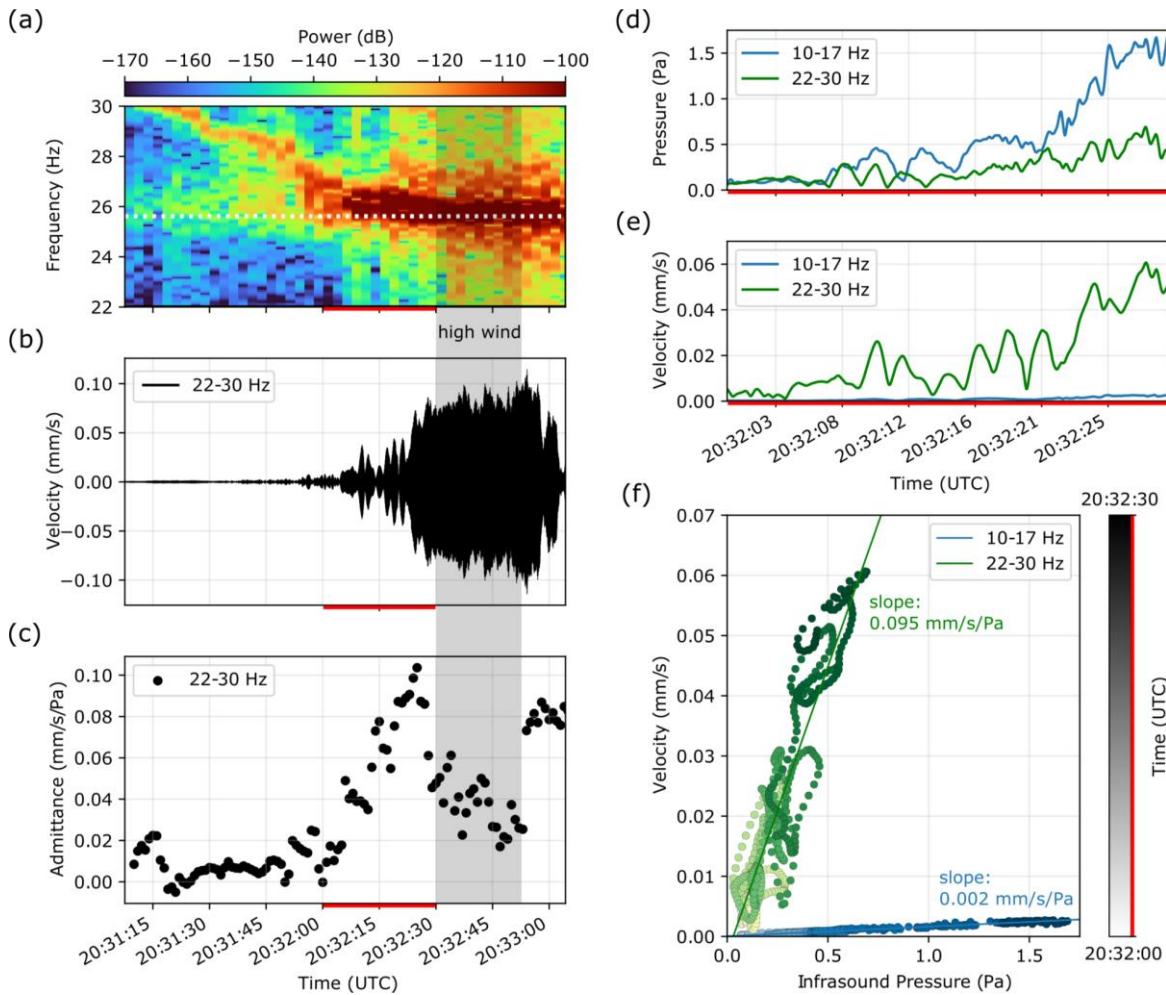 (a)
Power (dB)
−170 −150 −140 −130 −120 −110 −100
30
28
26
24
22
Frequency (Hz)
high wind
(b)
22-30 Hz
0.10
0.05
0.00
−0.05
−0.10
Velocity (mm/s)
(c)
22-30 Hz
0.10
0.08
0.06
0.04
0.02
0.00
Admittance (mm/s/Pa)
20:31:15 20:31:30 20:31:45 20:32:00 20:32:15 20:32:30 20:32:45 20:33:00
Time (UTC)
(d)
10-17 Hz
22-30 Hz
1.5
1.0
0.5
0.0
Pressure (Pa)
(e)
10-17 Hz
22-30 Hz
0.06
0.04
0.02
0.00
Velocity (mm/s)
20:32:03 20:32:08 20:32:12 20:32:16 20:32:21 20:32:25
Time (UTC)
(f)
10-17 Hz
22-30 Hz
slope:
0.095 mm/s/Pa
slope:
0.002 mm/s/Pa
0.07
0.06
0.05
0.04
0.03
0.02
0.01
0.00
Velocity (mm/s)
0.0 0.5 1.0 1.5
Infrasound Pressure (Pa)
20:32:30
Time (UTC)
20:32:00